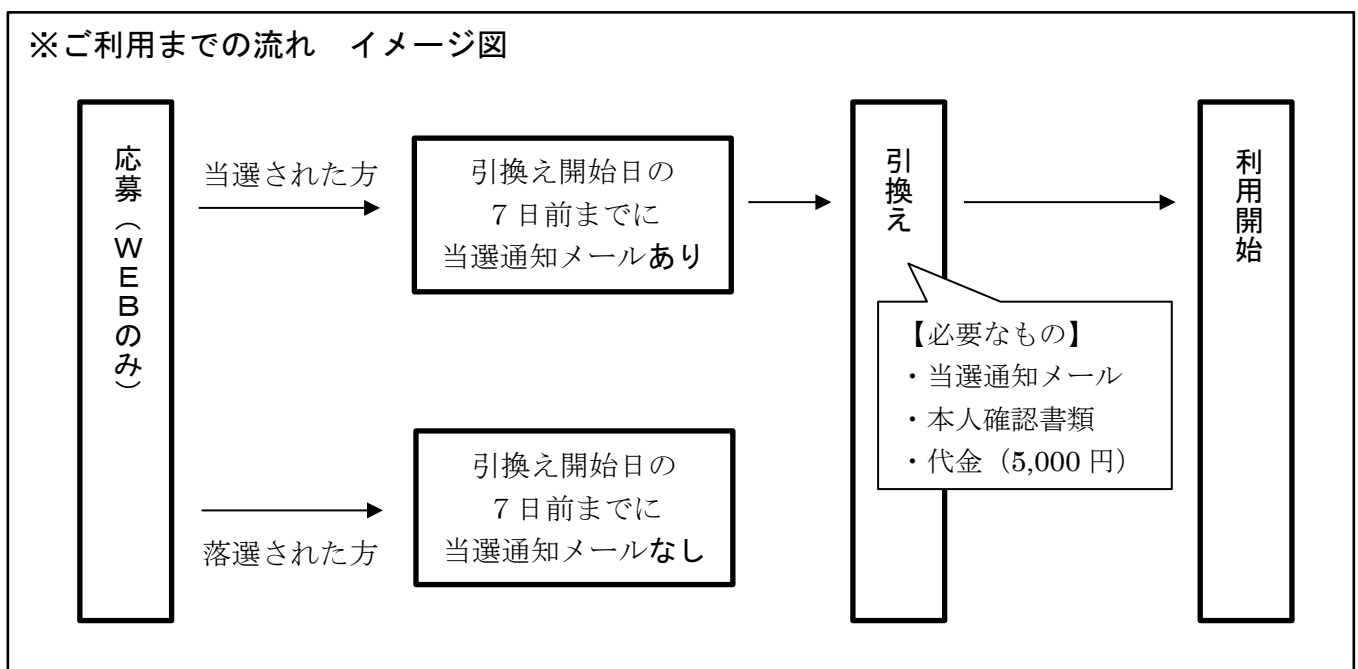 ※ご利用までの流れ　イメージ図
応募（ＷＥＢのみ）
当選された方
引換え開始日の
７日前までに
当選通知メールあり
引換え
【必要なもの】
・当選通知メール
・本人確認書類
・代金（5,000 円）
利用開始
落選された方
引換え開始日の
７日前までに
当選通知メールなし